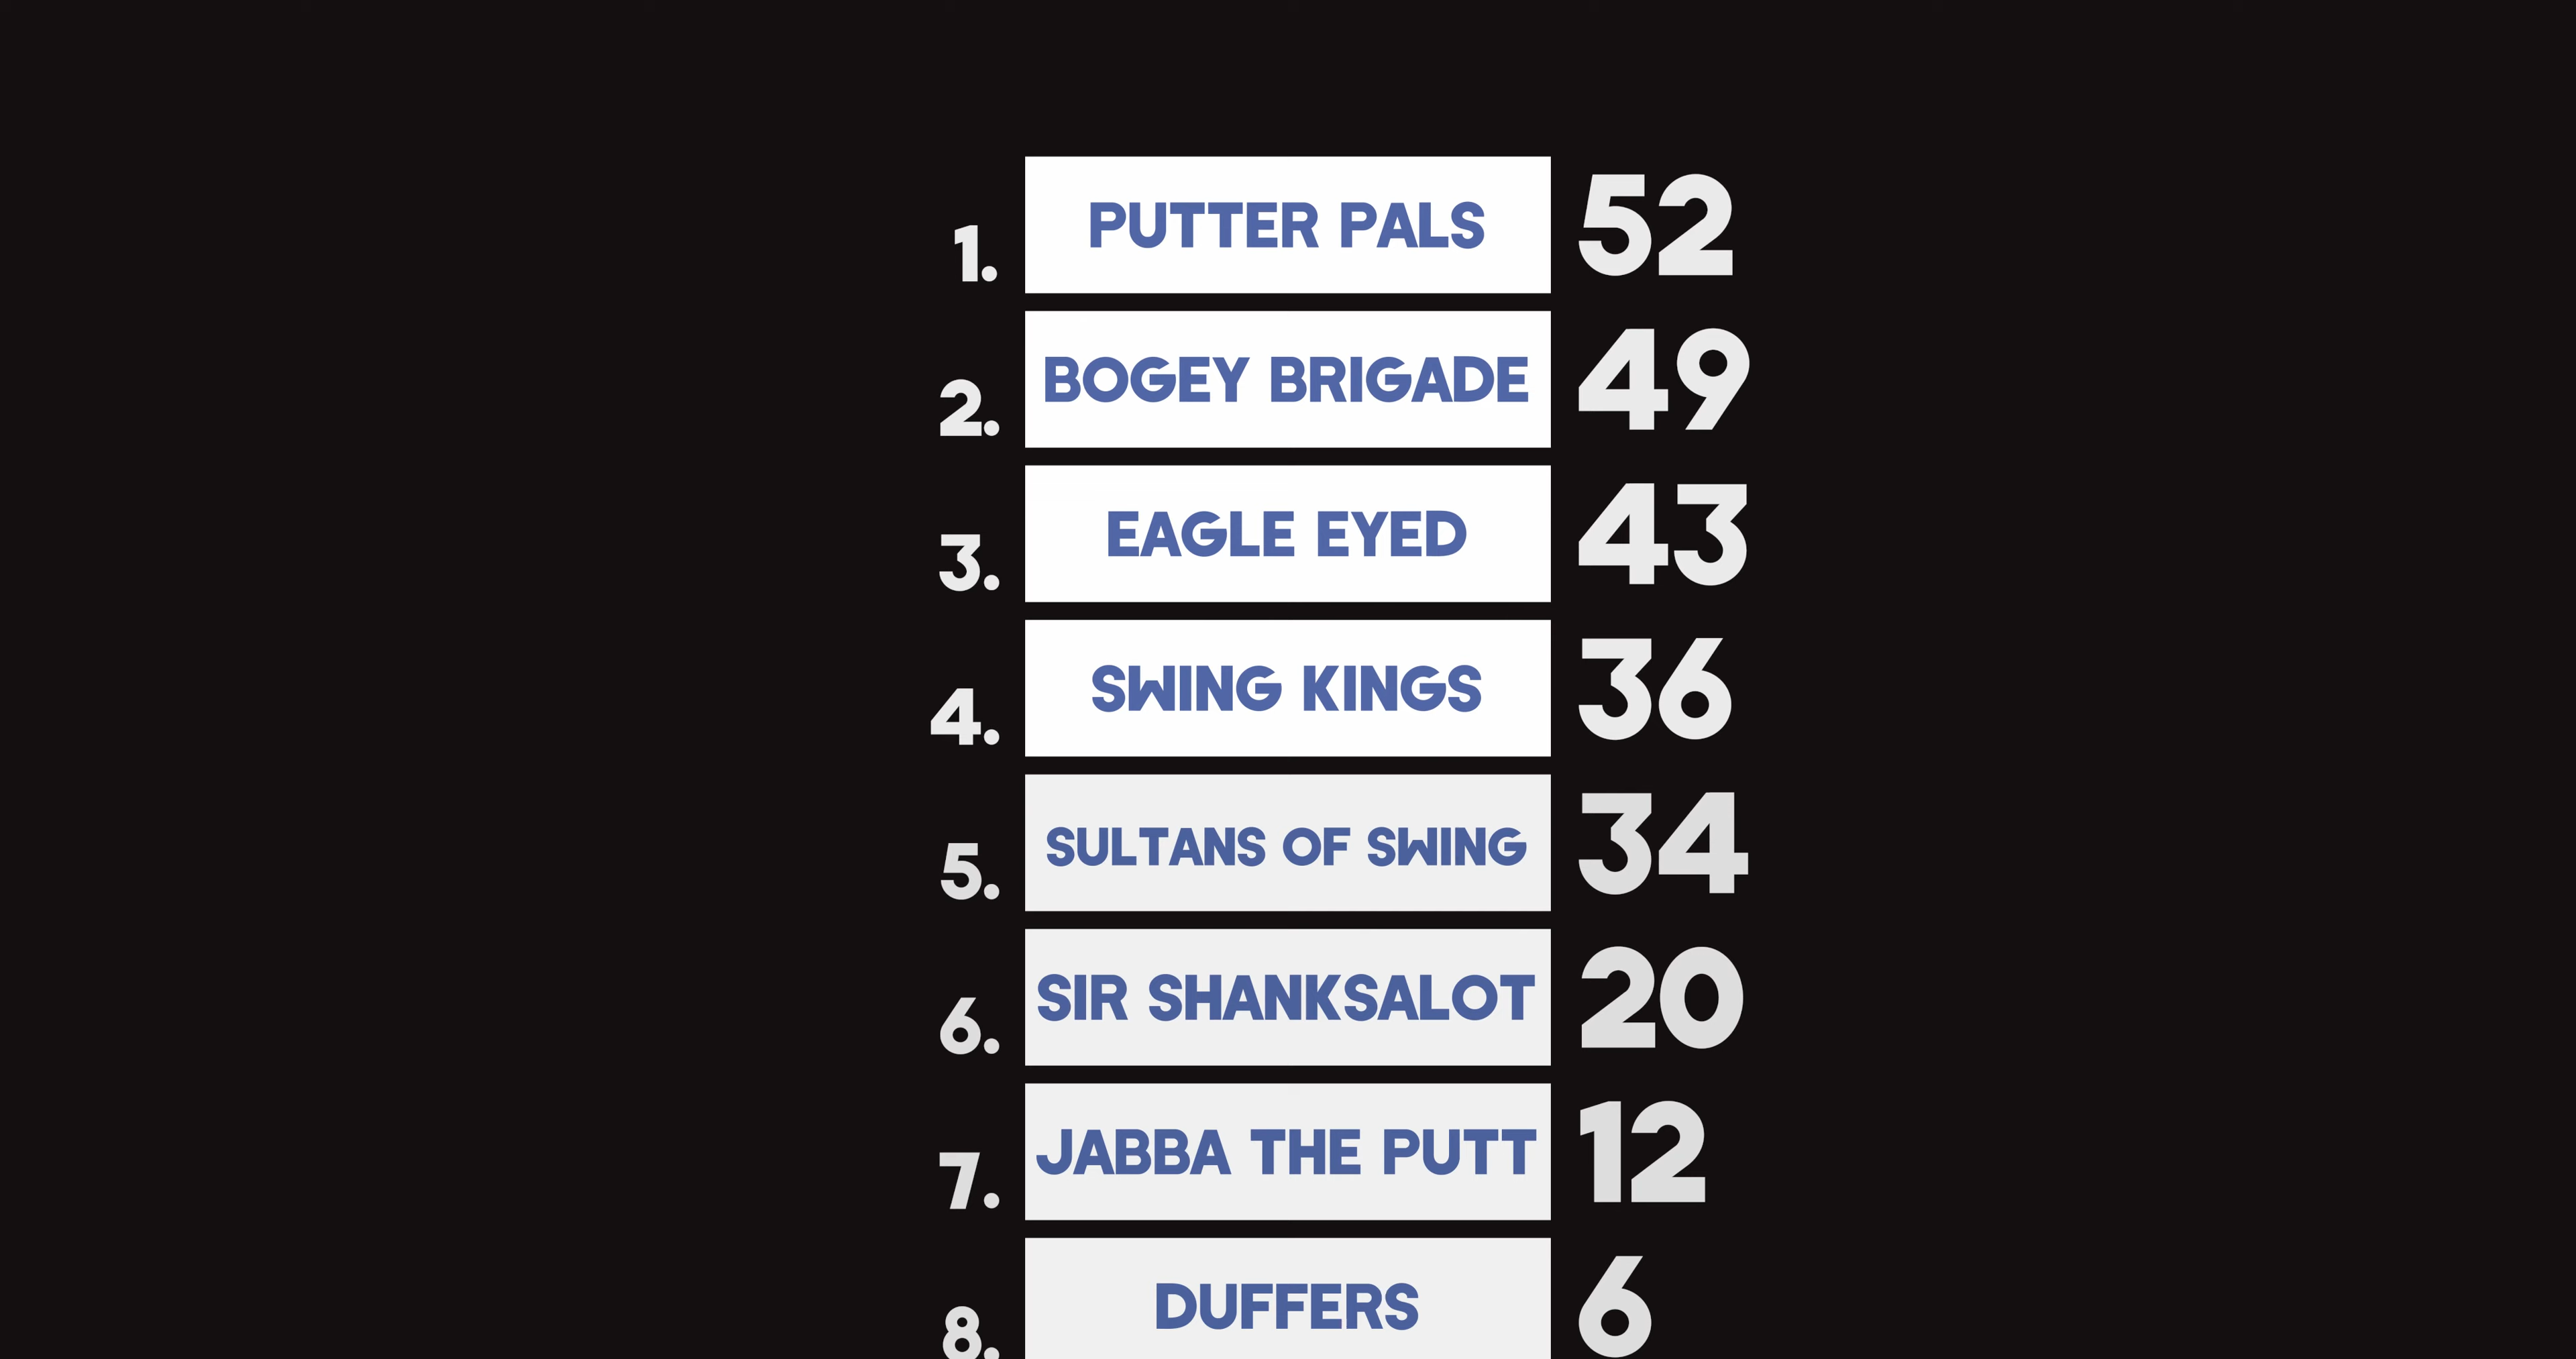 1. PUTTER PALS 52
2. BOGEY BRIGADE 49
3. EAGLE EYED 43
4. SWING KINGS 36
5. SULTANS OF SWING 34
6. SIR SHANKSALOT 20
7. JABBA THE PUTT 12
8. DUFFERS 6